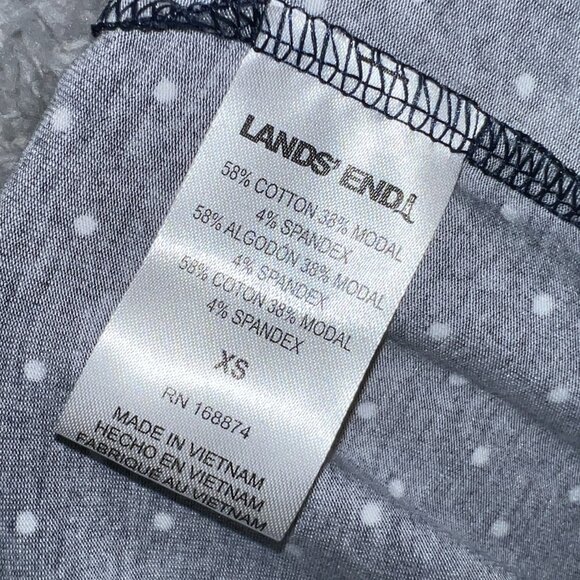 LANDS' END
58% COTTON 38% MODAL
4% SPANDEX
58% ALGODÓN 38% MODAL
4% SPANDEX
58% COTON 38% MODAL
4% SPANDEX
XS
RN 168874
MADE IN VIETNAM
HECHO EN VIETNAM
FABRIQUE AU VIETNAM